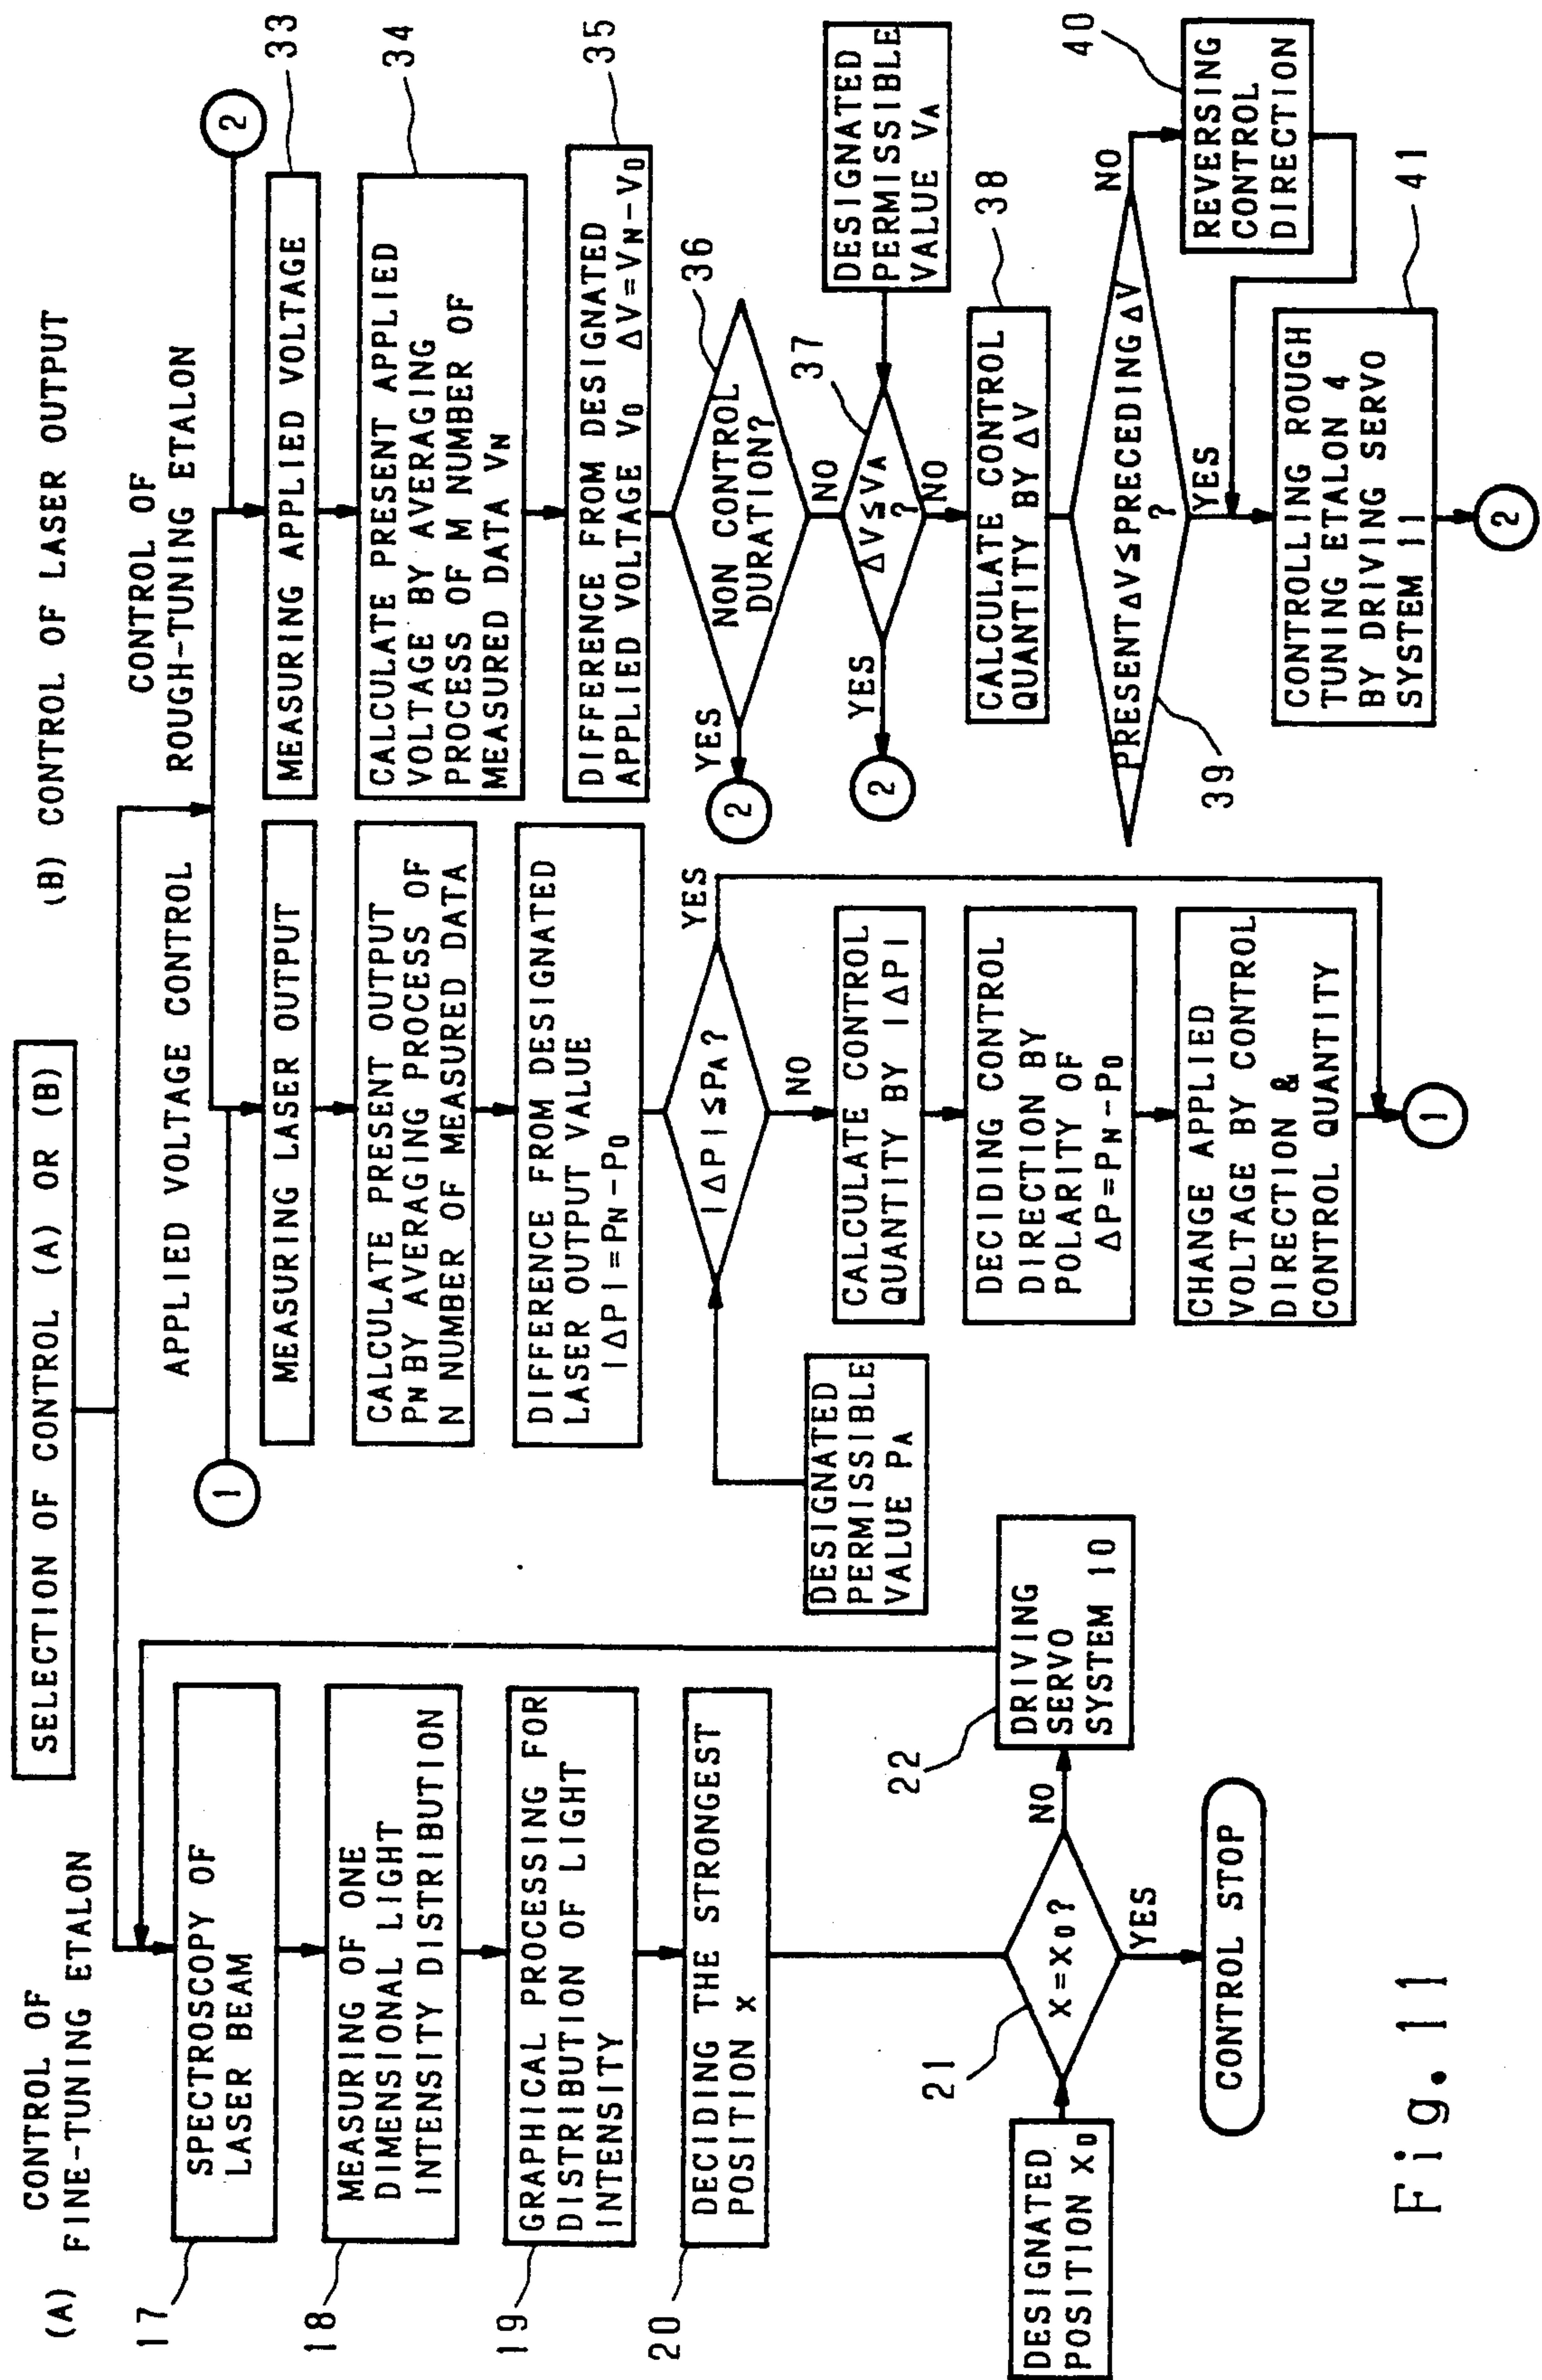 SELECTION OF CONTROL (A) OR (B)
CONTROL OF
(A) FINE-TUNING ETALON
17
SPECTROSCOPY OF
LASER BEAM
18
MEASURING OF ONE
DIMENSIONAL LIGHT
INTENSITY DISTRIBUTION
19
GRAPHICAL PROCESSING FOR
DISTRIBUTION OF LIGHT
INTENSITY
20
DECIDING THE STRONGEST
POSITION X
DESIGNATED
POSITION X0
21
X=X0?
NO
YES
22
DRIVING
SERVO
SYSTEM 10
CONTROL STOP
(B) CONTROL OF LASER OUTPUT
APPLIED VOLTAGE CONTROL
1
MEASURING LASER OUTPUT
CALCULATE PRESENT OUTPUT
PN BY AVERAGING PROCESS OF
N NUMBER OF MEASURED DATA
DIFFERENCE FROM DESIGNATED
LASER OUTPUT VALUE
|ΔP|=PN-P0
DESIGNATED
PERMISSIBLE
VALUE PA
|ΔP|≦PA?
YES
NO
CALCULATE CONTROL
QUANTITY BY |ΔP|
DECIDING CONTROL
DIRECTION BY
POLARITY OF
ΔP=PN-P0
CHANGE APPLIED
VOLTAGE BY CONTROL
DIRECTION &
CONTROL QUANTITY
1
CONTROL OF
ROUGH-TUNING ETALON
2
33
MEASURING APPLIED VOLTAGE
34
CALCULATE PRESENT APPLIED
VOLTAGE BY AVERAGING
PROCESS OF M NUMBER OF
MEASURED DATA VN
35
DIFFERENCE FROM DESIGNATED
APPLIED VOLTAGE V0 ΔV=VN-V0
36
NON CONTROL
DURATION?
YES
2
NO
37
DESIGNATED
PERMISSIBLE
VALUE VA
ΔV≦VA
?
YES
2
NO
38
CALCULATE CONTROL
QUANTITY BY ΔV
39
PRESENTΔV≦PRECEDINGΔV
?
NO
YES
40
REVERSING
CONTROL
DIRECTION
41
CONTROLLING ROUGH
TUNING ETALON 4
BY DRIVING SERVO
SYSTEM 11
2
Fig. 11